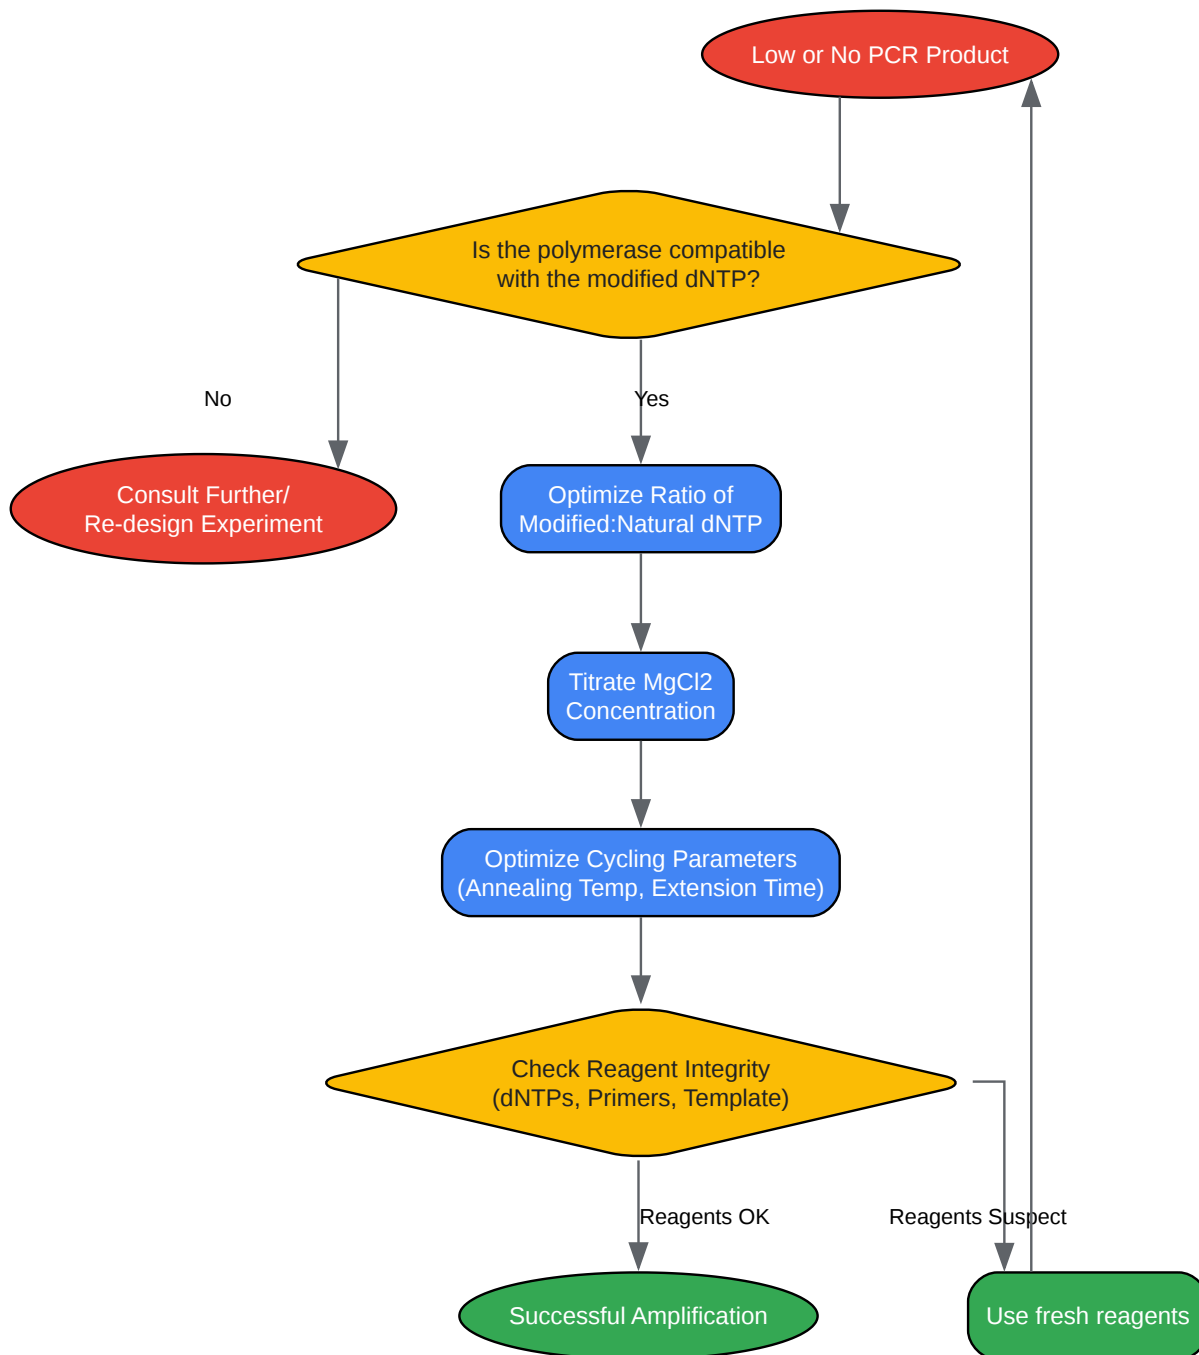 Low or No PCR Product
Is the polymerase compatible
with the modified dNTP?
No
Yes
Consult Further/
Re-design Experiment
Optimize Ratio of
Modified:Natural dNTP
Titrate MgCl2
Concentration
Optimize Cycling Parameters
(Annealing Temp, Extension Time)
Check Reagent Integrity
(dNTPs, Primers, Template)
Reagents OK
Reagents Suspect
Successful Amplification
Use fresh reagents